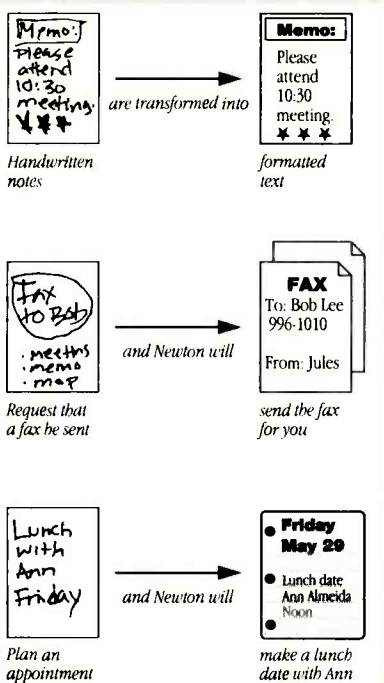 Memo:
Please
attend
10:30
meeting.
are transformed into
Memo:
Please
attend
10:30
meeting.
Handwritten
notes
formatted
text
Fax
to Bob
· meeting
· memo
· map
and Newton will
FAX
To: Bob Lee
996-1010
From: Jules
Request that
a fax be sent
send the fax
for you
Lunch
with
Ann
Friday
and Newton will
Friday
May 29
Lunch date
Ann Almeida
Noon
Plan an
appointment
make a lunch
date with Ann